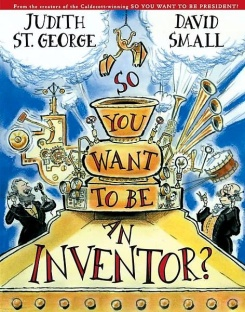 From the creators of the Caldecott-winning SO YOU WANT TO BE PRESIDENT!
JUDITH ST. GEORGE
DAVID SMALL
SO
YOU
WANT
TO BE
AN
INVENTOR?